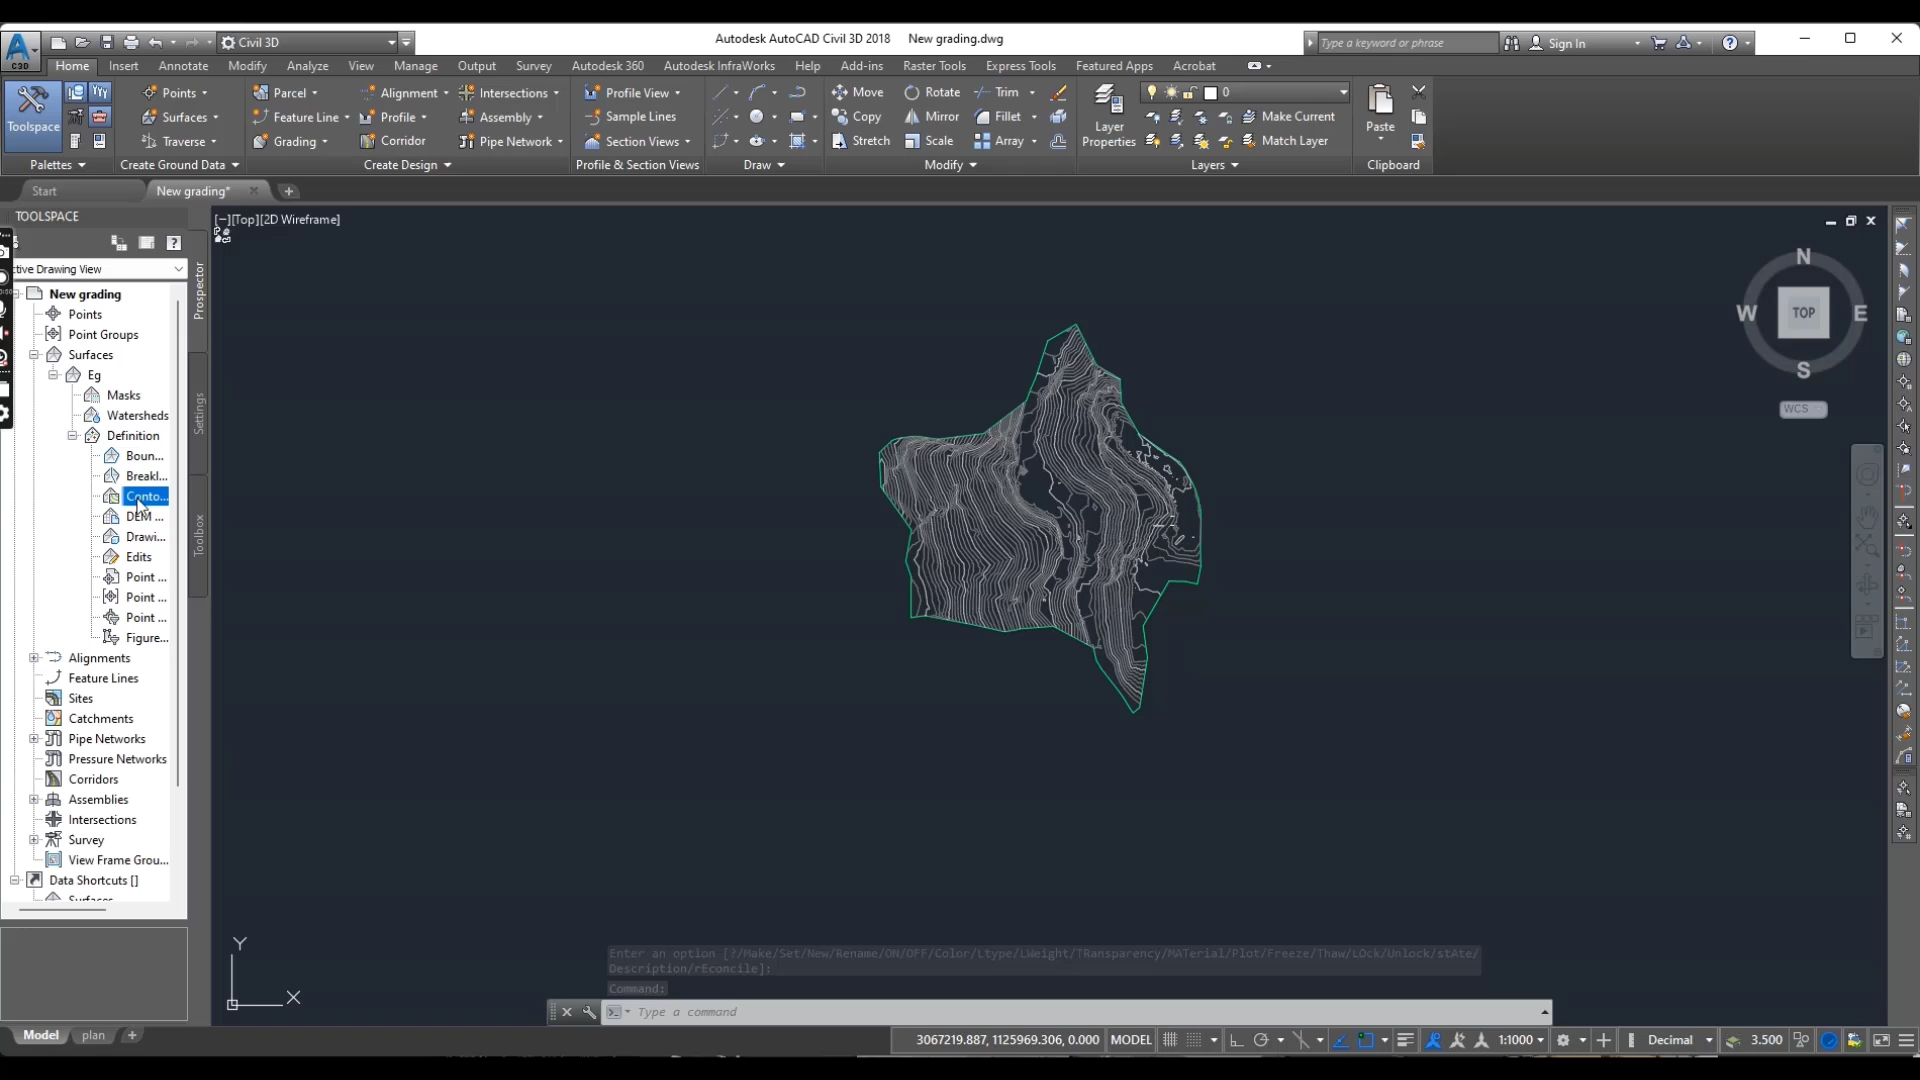 Civil 3D
Autodesk AutoCAD Civil 3D 2018 New grading.dwg
Type a keyword or phrase
Sign In
C3D
Home Insert Annotate Modify Analyze View Manage Output Survey Autodesk 360 Autodesk InfraWorks Help Add-ins Raster Tools Express Tools Featured Apps Acrobat
Points Parcel Alignment Intersections Profile View Move Rotate Trim 0
Toolspace Surfaces Feature Line Profile Assembly Sample Lines Copy Mirror Fillet Layer Properties Make Current Paste
Traverse Grading Corridor Pipe Network Section Views Stretch Scale Array Match Layer
Palettes Create Ground Data Create Design Profile & Section Views Draw Modify Layers Clipboard
Start New grading*
TOOLSPACE
[−][Top][2D Wireframe]
ctive Drawing View
Prospector
Settings
Toolbox
New grading
Points
Point Groups
Surfaces
Eg
Masks
Watersheds
Definition
Boun...
Breakl...
Conto...
DEM ...
Drawi...
Edits
Point ...
Point ...
Point ...
Figure...
Alignments
Feature Lines
Sites
Catchments
Pipe Networks
Pressure Networks
Corridors
Assemblies
Intersections
Survey
View Frame Grou...
Data Shortcuts []
Surfaces
N
W TOP E
S
WCS
Y
X
Enter an option [?/Make/Set/New/Rename/ON/OFF/Color/Ltype/LWeight/TRansparency/MATerial/Plot/Freeze/Thaw/LOck/Unlock/stAte/
Description/rEconcile]:
Command:
Type a command
Model plan
3067219.887, 1125969.306, 0.000 MODEL 1:1000 Decimal 3.500